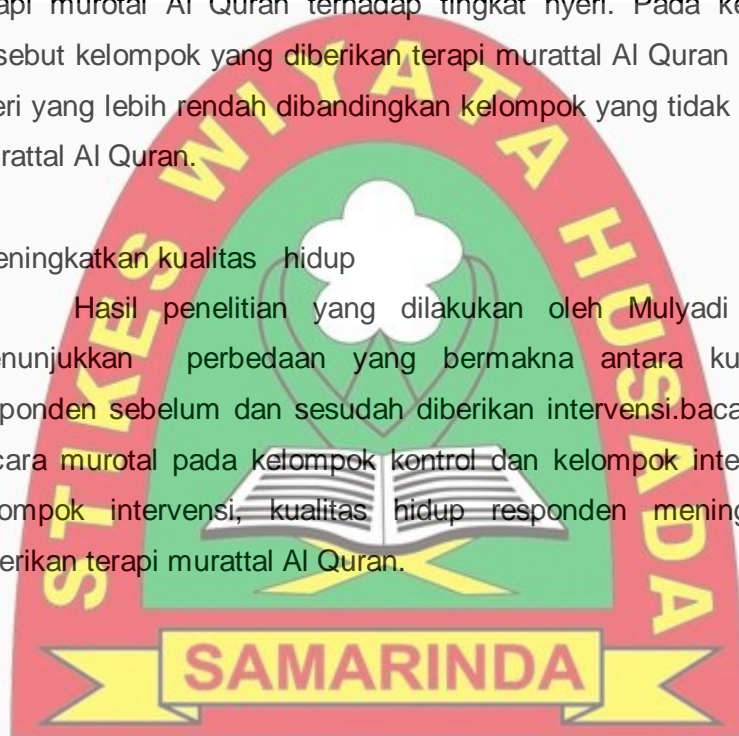 api murotal Al Quran terhadap tingkat nyeri. Pada ke
sebut kelompok yang diberikan terapi murattal Al Quran
eri yang lebih rendah dibandingkan kelompok yang tidak
rattal Al Quran.
eningkatkan kualitas hidup
Hasil penelitian yang dilakukan oleh Mulyadi
enunjukkan perbedaan yang bermakna antara ku
ponden sebelum dan sesudah diberikan intervensi.baca
cara murotal pada kelompok kontrol dan kelompok inte
ompok intervensi, kualitas hidup responden mening
erikan terapi murattal Al Quran.
STIKES WIYATA HUSADA
SAMARINDA